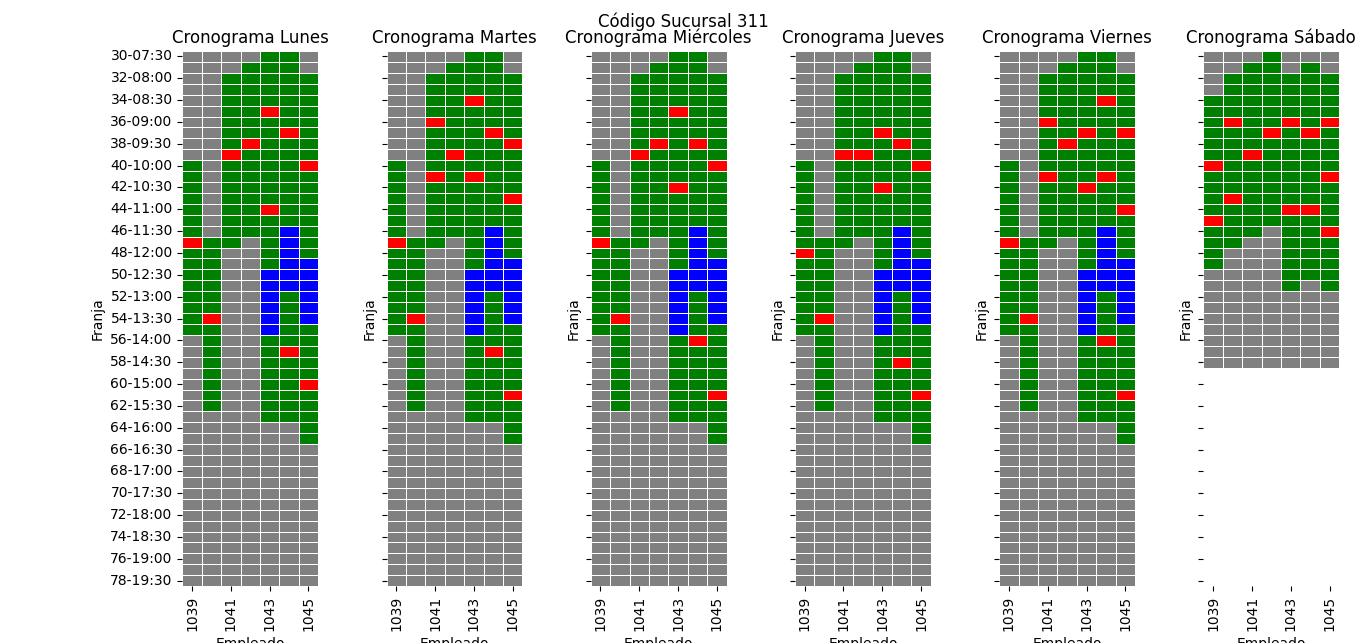 Código Sucursal 311
Cronograma Lunes
Cronograma Martes
Cronograma Miércoles
Cronograma Jueves
Cronograma Viernes
Cronograma Sábado
30-07:30
32-08:00
34-08:30
36-09:00
38-09:30
40-10:00
42-10:30
44-11:00
46-11:30
48-12:00
50-12:30
52-13:00
54-13:30
56-14:00
58-14:30
60-15:00
62-15:30
64-16:00
66-16:30
68-17:00
70-17:30
72-18:00
74-18:30
76-19:00
78-19:30
Franja
Franja
Franja
Franja
Franja
Franja
1039 1041 1043 1045
1039 1041 1043 1045
1039 1041 1043 1045
1039 1041 1043 1045
1039 1041 1043 1045
1039 1041 1043 1045
Empleado
Empleado
Empleado
Empleado
Empleado
Empleado